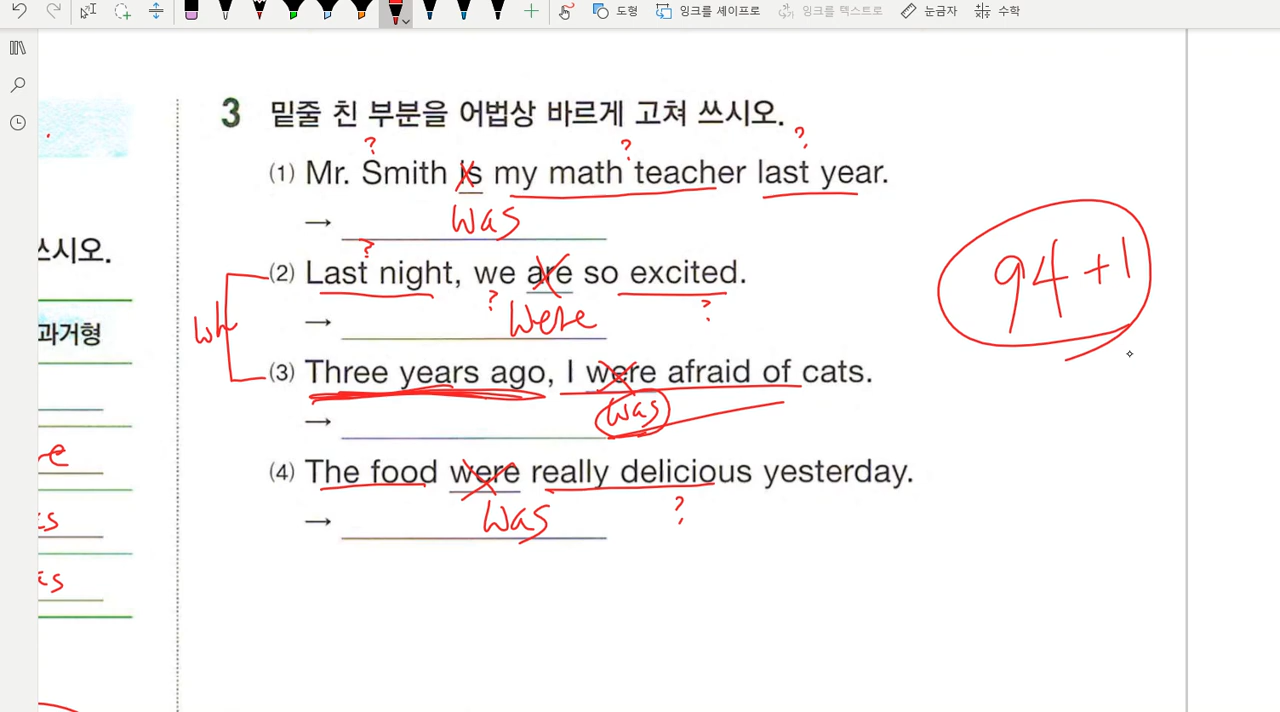 도형 잉크를 셰이프로 잉크를 텍스트로 눈금자 수학
쓰시오.
과거형
re
as
as
3 밑줄 친 부분을 어법상 바르게 고쳐 쓰시오.
? ? ?
(1) Mr. Smith is my math teacher last year.
→ was
?
(2) Last night, we are so excited.
? ?
→ were
wh
(3) Three years ago, I were afraid of cats.
→ was
(4) The food were really delicious yesterday.
→ was ?
94+1